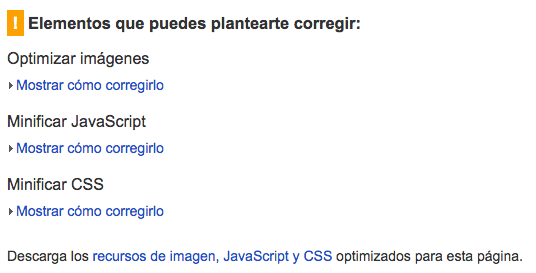 ! Elementos que puedes plantearte corregir:
Optimizar imágenes
Mostrar cómo corregirlo
Minificar JavaScript
Mostrar cómo corregirlo
Minificar CSS
Mostrar cómo corregirlo
Descarga los recursos de imagen, JavaScript y CSS optimizados para esta página.